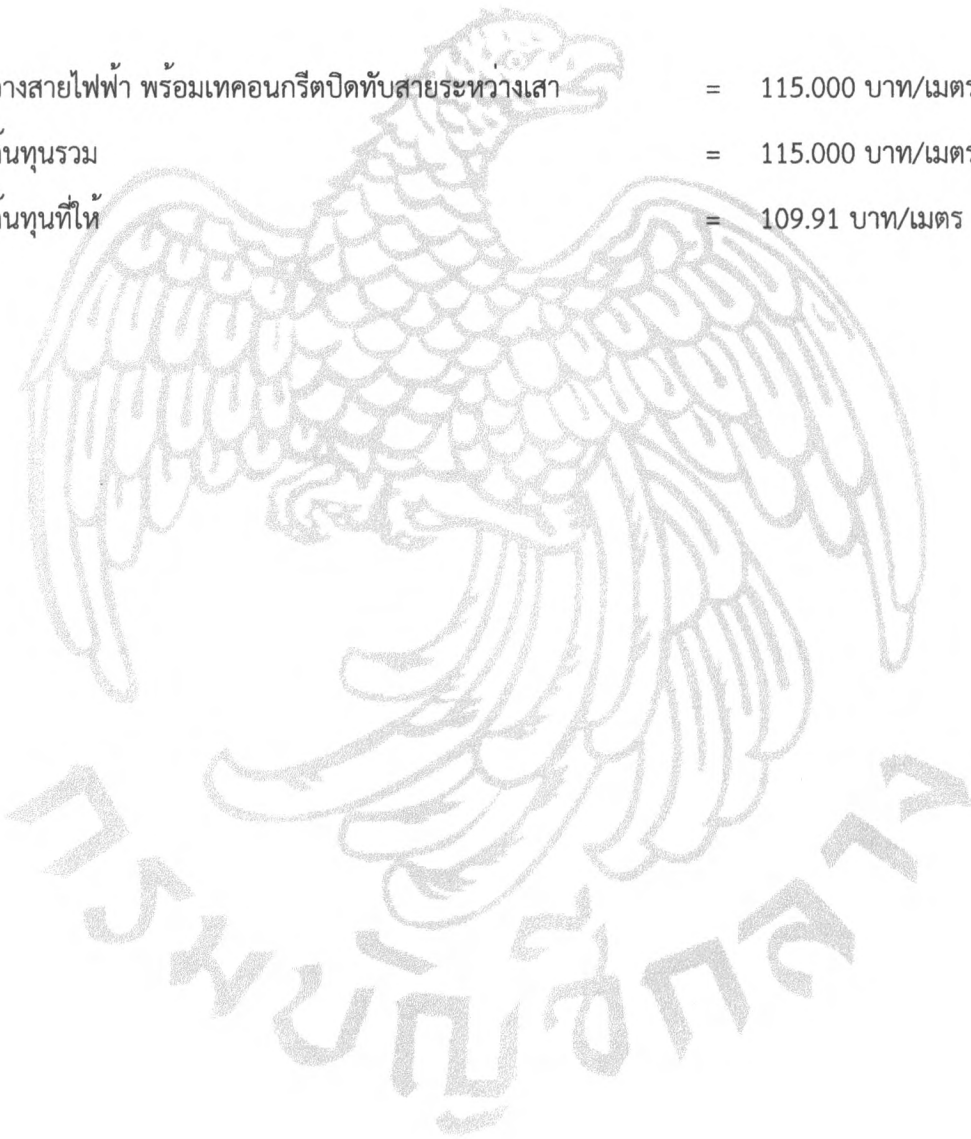 างสายไฟฟ้า พร้อมเทคอนกรีตปิดทับสายระหว่างเสา = 115.000 บาท/เมตร
นทุนรวม = 115.000 บาท/เมตร
นทุนที่ให้ = 109.91 บาท/เมตร
กรมบัญชีกลาง